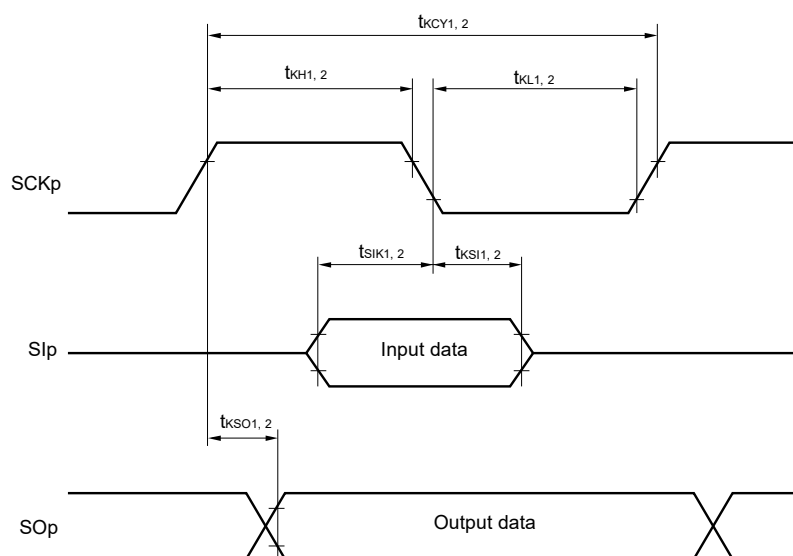 tKCY1, 2
tKH1, 2
tKL1, 2
SCKp
tSIK1, 2
tKSI1, 2
SIp
Input data
tKSO1, 2
SOp
Output data